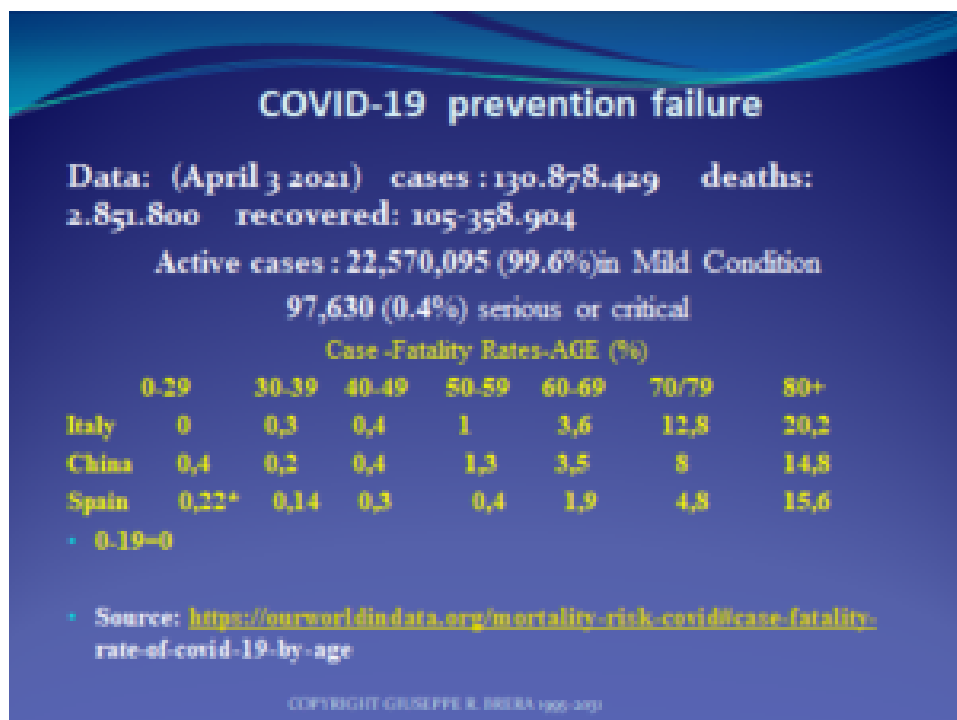 COVID-19 prevention failure
Data: (April 3 2021) cases : 130.878.429 deaths:
2.851.800 recovered: 105-358.904
Active cases : 22,570,095 (99.6%)in Mild Condition
97,630 (0.4%) serious or critical
Case -Fatality Rates-AGE (%)
0-29 30-39 40-49 50-59 60-69 70/79 80+
Italy 0 0,3 0,4 1 3,6 12,8 20,2
China 0,4 0,2 0,4 1,3 3,5 8 14,8
Spain 0,22* 0,14 0,3 0,4 1,9 4,8 15,6
• 0-19=0
• Source: https://ourworldindata.org/mortality-risk-covid#case-fatality-
rate-of-covid-19-by-age
COPYRIGHT GIUSEPPE R. BRERA